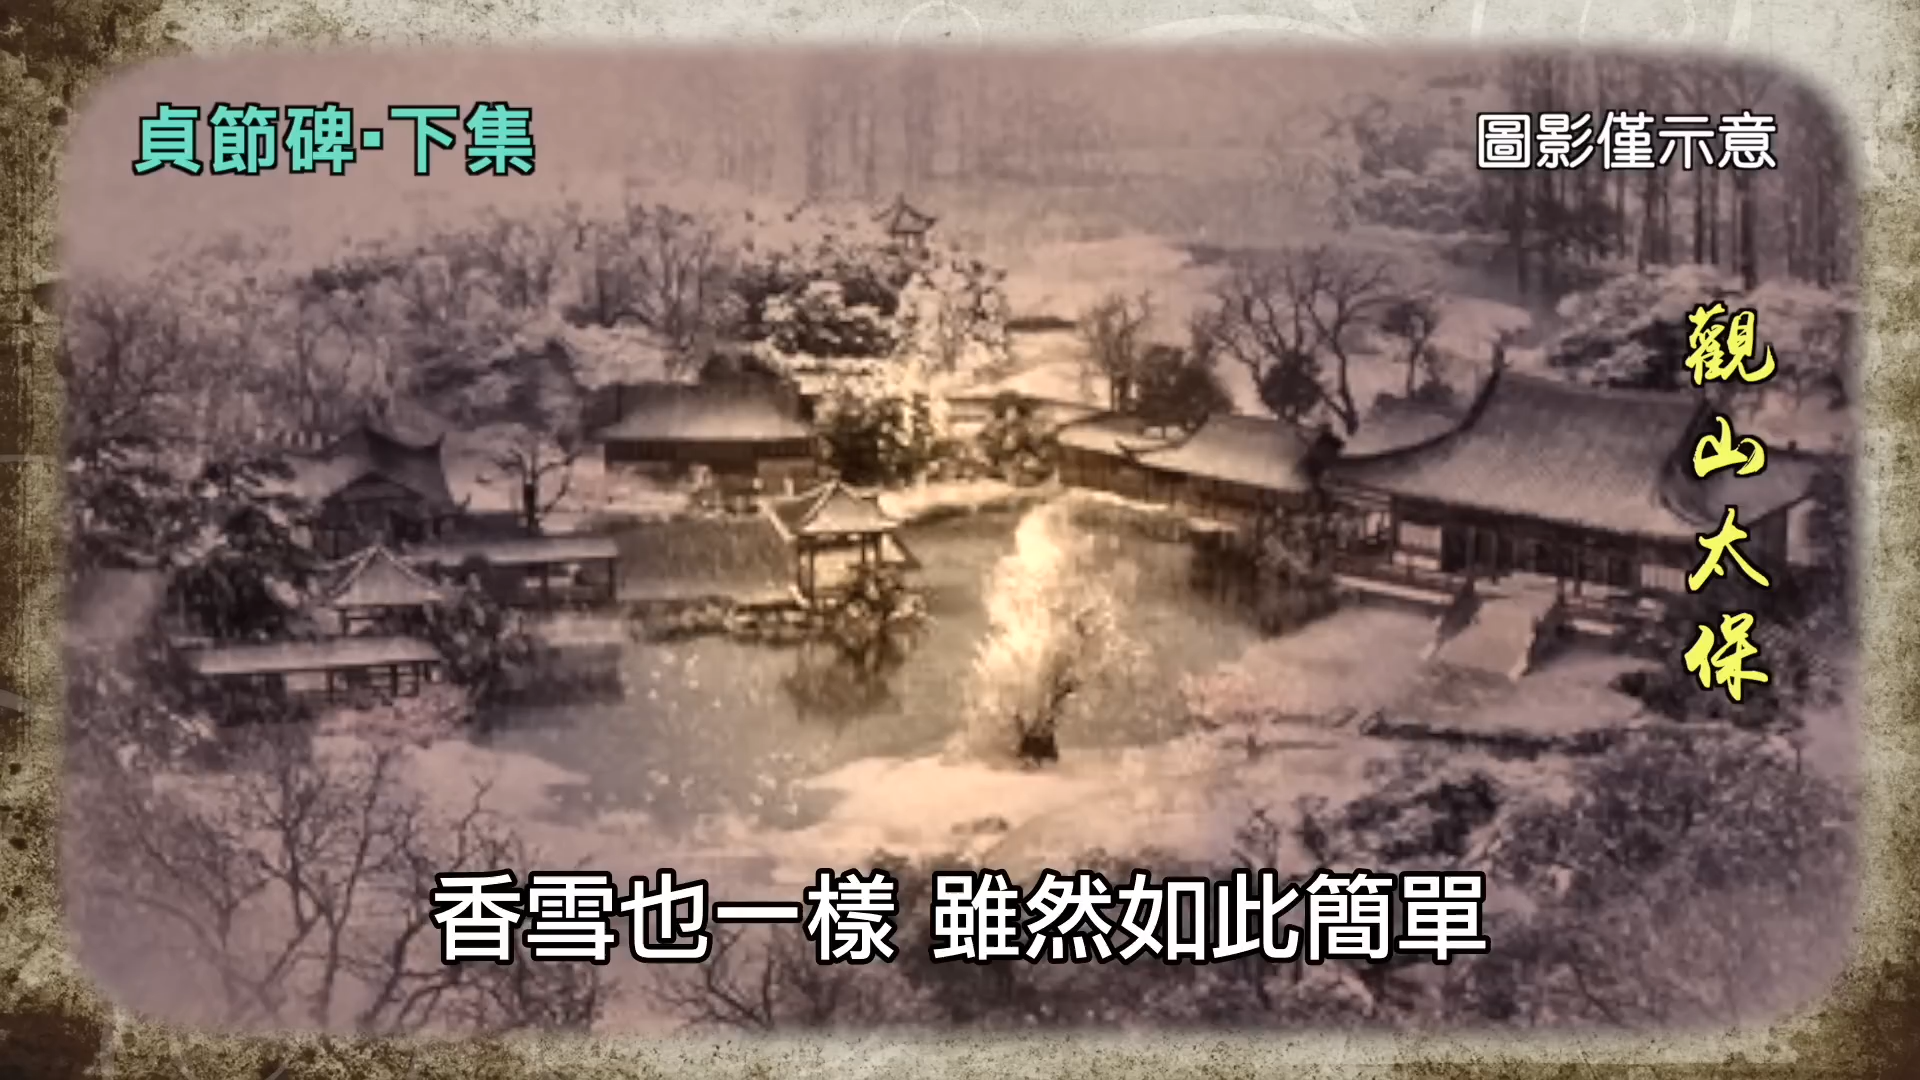 貞節碑·下集
圖影僅示意
觀山太保
香雪也一樣 雖然如此簡單